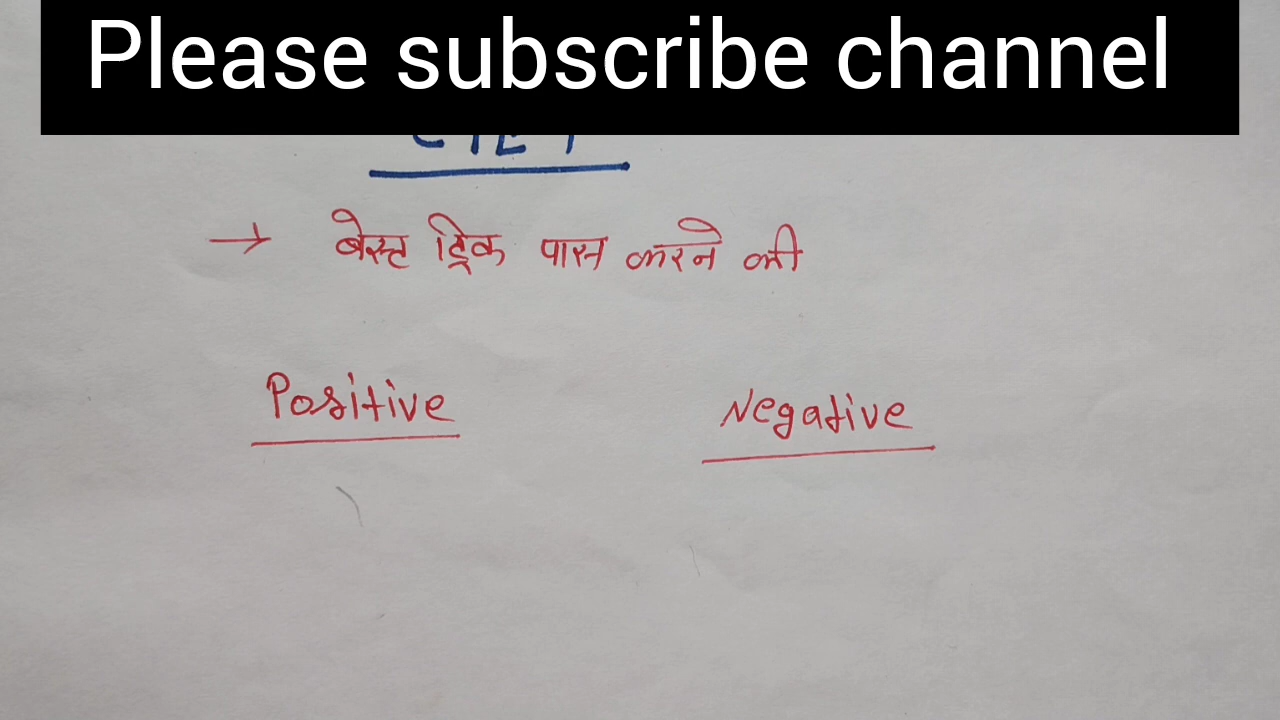 Please subscribe channel
→ बेस्ट ट्रिक पास करने की
Positive Negative